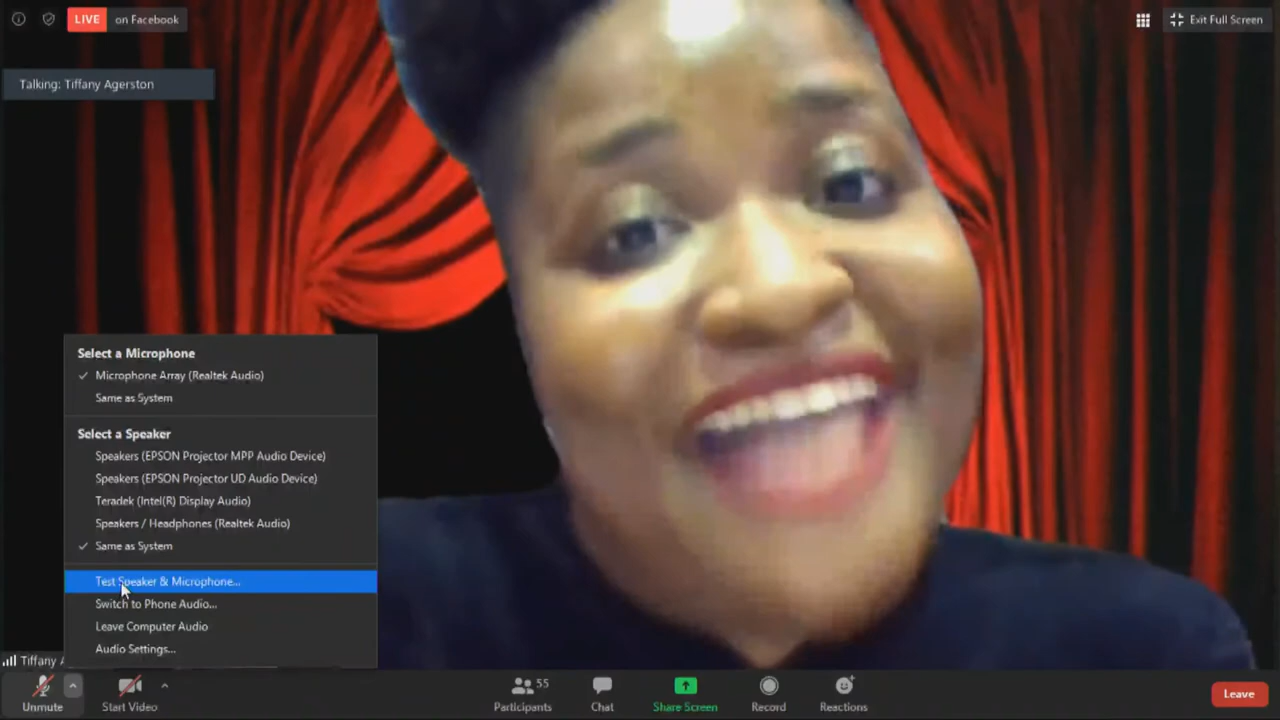 LIVE on Facebook
Exit Full Screen
Talking: Tiffany Agerston
Select a Microphone
Microphone Array (Realtek Audio)
Same as System
Select a Speaker
Speakers (EPSON Projector MPP Audio Device)
Speakers (EPSON Projector UD Audio Device)
Teradek (Intel(R) Display Audio)
Speakers / Headphones (Realtek Audio)
Same as System
Test Speaker & Microphone...
Switch to Phone Audio...
Leave Computer Audio
Audio Settings...
Tiffany A
Unmute
Start Video
55
Participants
Chat
Share Screen
Record
Reactions
Leave